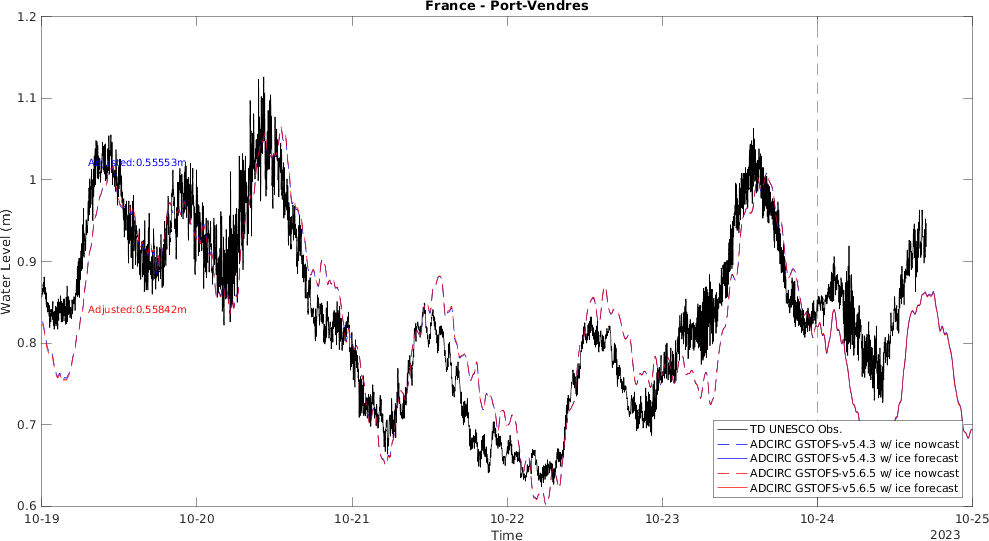 France - Port-Vendres
1.2
1.1
1
0.9
0.8
0.7
0.6
Water Level (m)
Adjusted:0.55553m
Adjusted:0.55842m
TD UNESCO Obs.
ADCIRC GSTOFS-v5.4.3 w/ ice nowcast
ADCIRC GSTOFS-v5.4.3 w/ ice forecast
ADCIRC GSTOFS-v5.6.5 w/ ice nowcast
ADCIRC GSTOFS-v5.6.5 w/ ice forecast
10-19 10-20 10-21 10-22 10-23 10-24 10-25
Time
2023